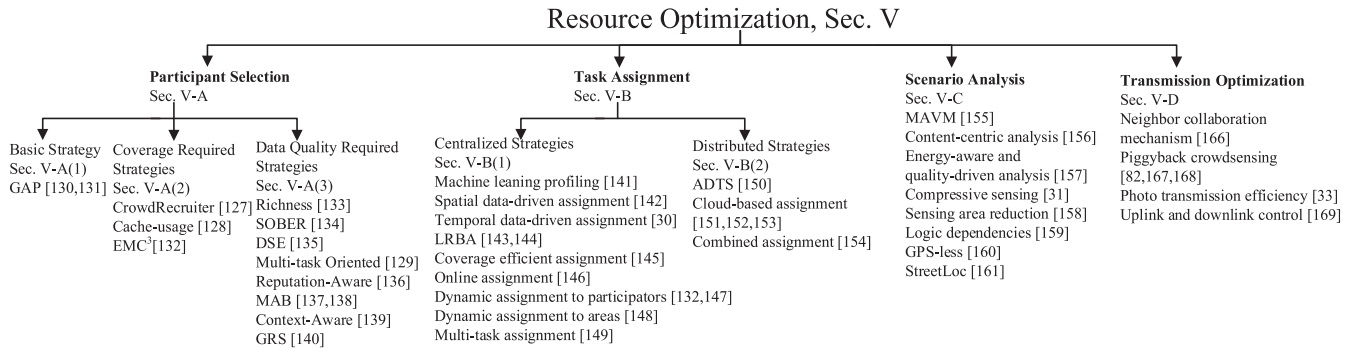 Resource Optimization, Sec. V
Participant Selection
Sec. V-A
Basic Strategy
Sec. V-A(1)
GAP [130,131]
Coverage Required
Strategies
Sec. V-A(2)
CrowdRecruiter [127]
Cache-usage [128]
EMC³[132]
Data Quality Required
Strategies
Sec. V-A(3)
Richness [133]
SOBER [134]
DSE [135]
Multi-task Oriented [129]
Reputation-Aware [136]
MAB [137,138]
Context-Aware [139]
GRS [140]
Task Assignment
Sec. V-B
Centralized Strategies
Sec. V-B(1)
Machine leaning profiling [141]
Spatial data-driven assignment [142]
Temporal data-driven assignment [30]
LRBA [143,144]
Coverage efficient assignment [145]
Online assignment [146]
Dynamic assignment to participators [132,147]
Dynamic assignment to areas [148]
Multi-task assignment [149]
Distributed Strategies
Sec. V-B(2)
ADTS [150]
Cloud-based assignment
[151,152,153]
Combined assignment [154]
Scenario Analysis
Sec. V-C
MAVM [155]
Content-centric analysis [156]
Energy-aware and
quality-driven analysis [157]
Compressive sensing [31]
Sensing area reduction [158]
Logic dependencies [159]
GPS-less [160]
StreetLoc [161]
Transmission Optimization
Sec. V-D
Neighbor collaboration
mechanism [166]
Piggyback crowdsensing
[82,167,168]
Photo transmission efficiency [33]
Uplink and downlink control [169]